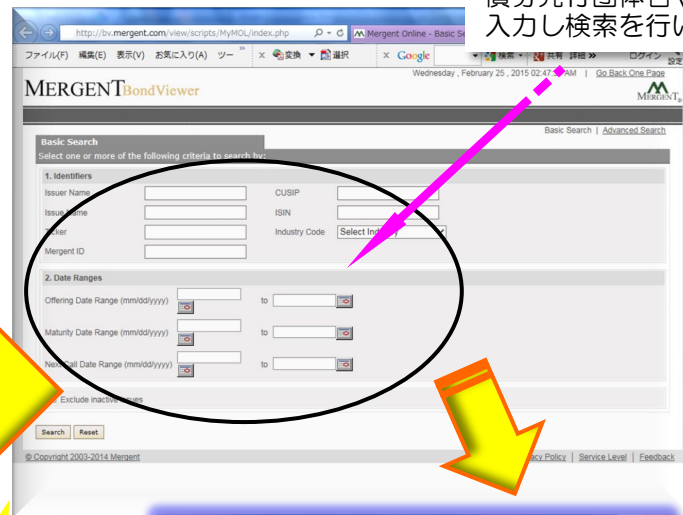 入力し検索を行い
http://bv.mergent.com/view/scripts/MyMOL/index.php
Mergent Online - Basic Se
ファイル(F) 編集(E) 表示(V) お気に入り(A) ツー
× 変換 ▼ 選択
× Google 検索 共有 詳細 » ログイン 設定
Wednesday , February 25 , 2015 02:47: AM | Go Back One Page
MERGENT BondViewer
MERGENT®
Basic Search | Advanced Search
Basic Search
Select one or more of the following criteria to search by:
1. Identifiers
Issuer Name CUSIP
Issue Name ISIN
Ticker Industry Code Select Industry
Mergent ID
2. Date Ranges
Offering Date Range (mm/dd/yyyy) to
Maturity Date Range (mm/dd/yyyy) to
Next Call Date Range (mm/dd/yyyy) to
Exclude inactive issues
Search Reset
© Copyright 2003-2014 Mergent Policy | Service Level | Feedback